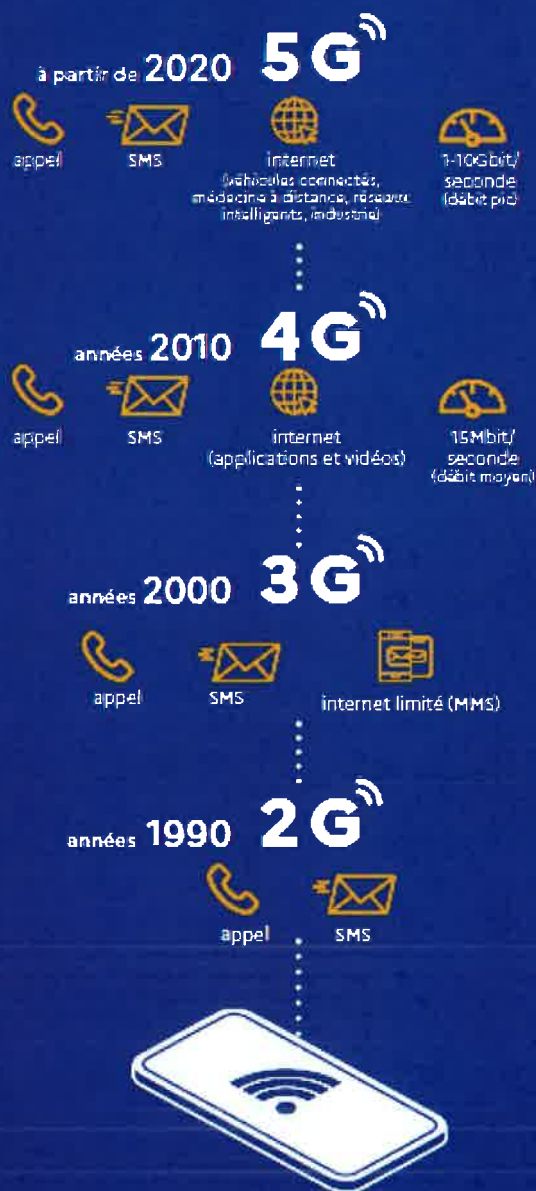 à partir de 2020 5G
appel
SMS
internet
(véhicules connectés,
médecine à distance, réseaux
intelligents, industrie)
1-10Gbit/
seconde
(débit pic)
années 2010 4G
appel
SMS
internet
(applications et vidéos)
15Mbit/
seconde
(débit moyen)
années 2000 3G
appel
SMS
internet limité (MMS)
années 1990 2G
appel
SMS